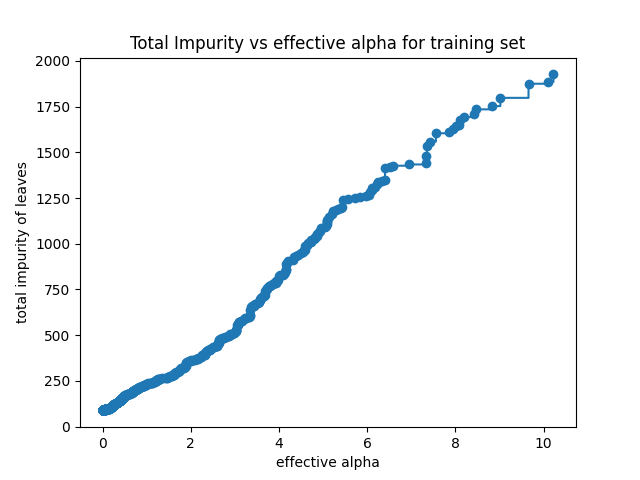 Total Impurity vs effective alpha for training set
2000
1750
1500
1250
1000
750
500
250
0
total impurity of leaves
0 2 4 6 8 10
effective alpha